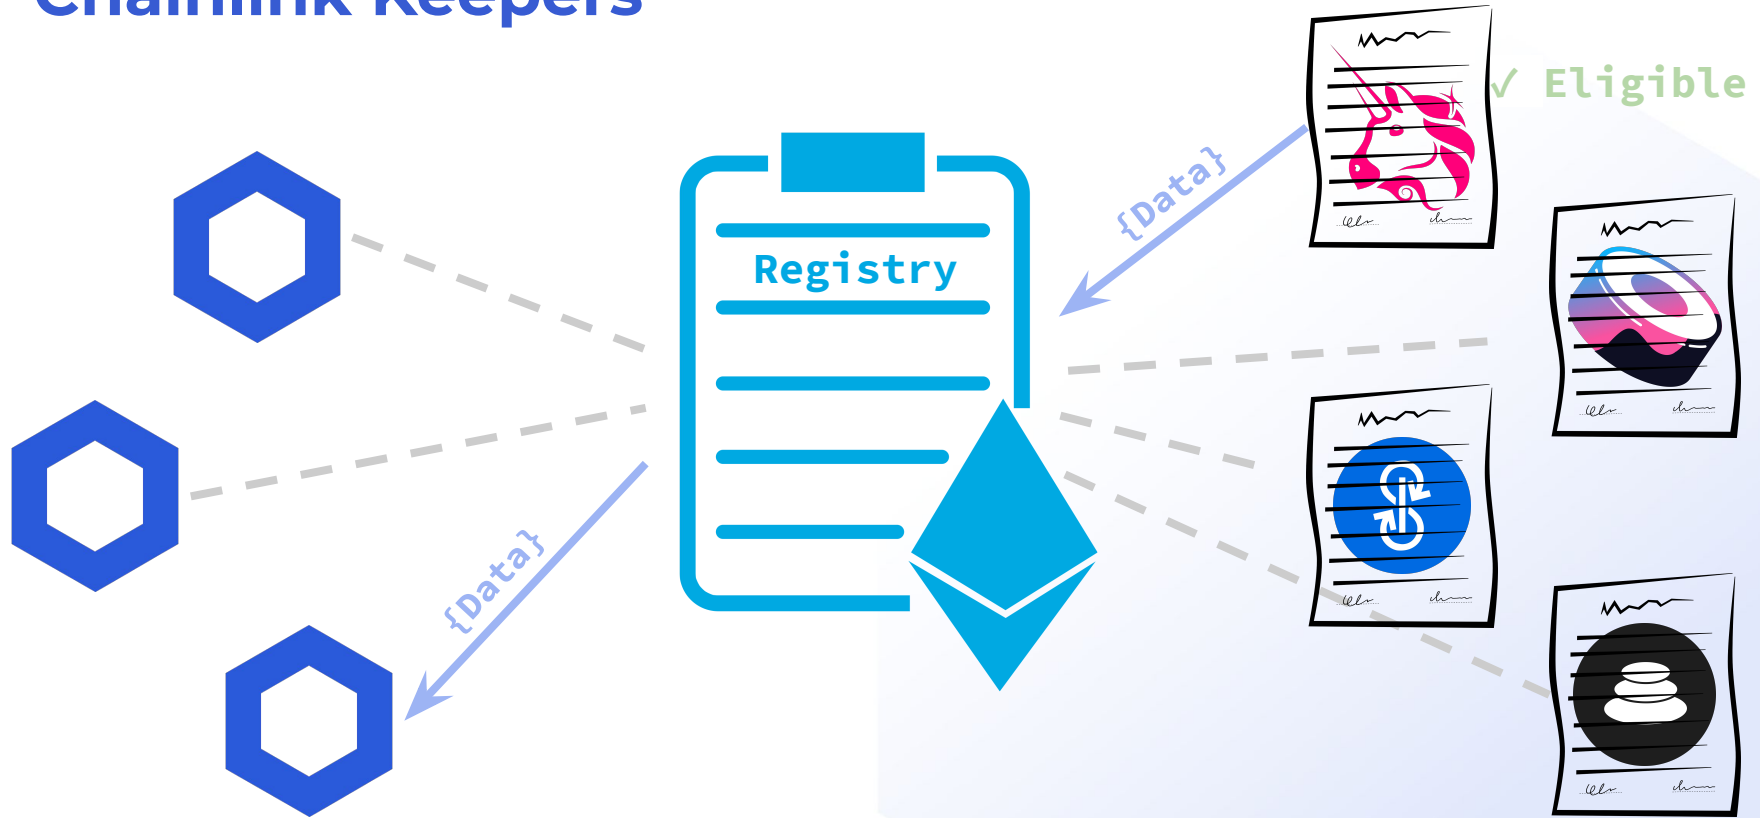 Chainlink Keepers
✓ Eligible
{Data}
Registry
{Data}